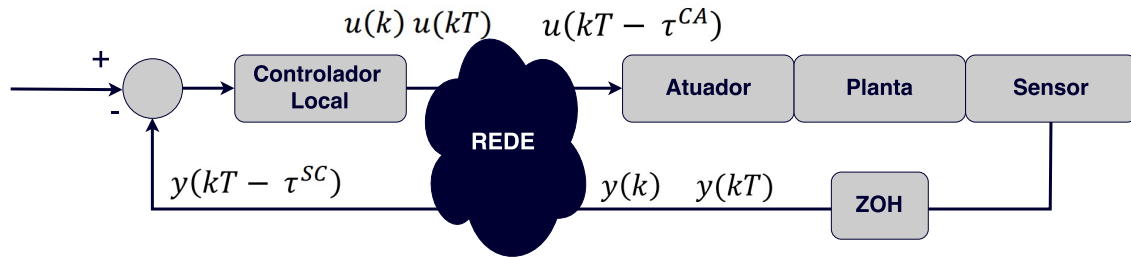 u(k) u(kT)
u(kT − τ^{CA})
+
-
Controlador
Local
REDE
Atuador
Planta
Sensor
y(kT − τ^{SC})
y(k)
y(kT)
ZOH